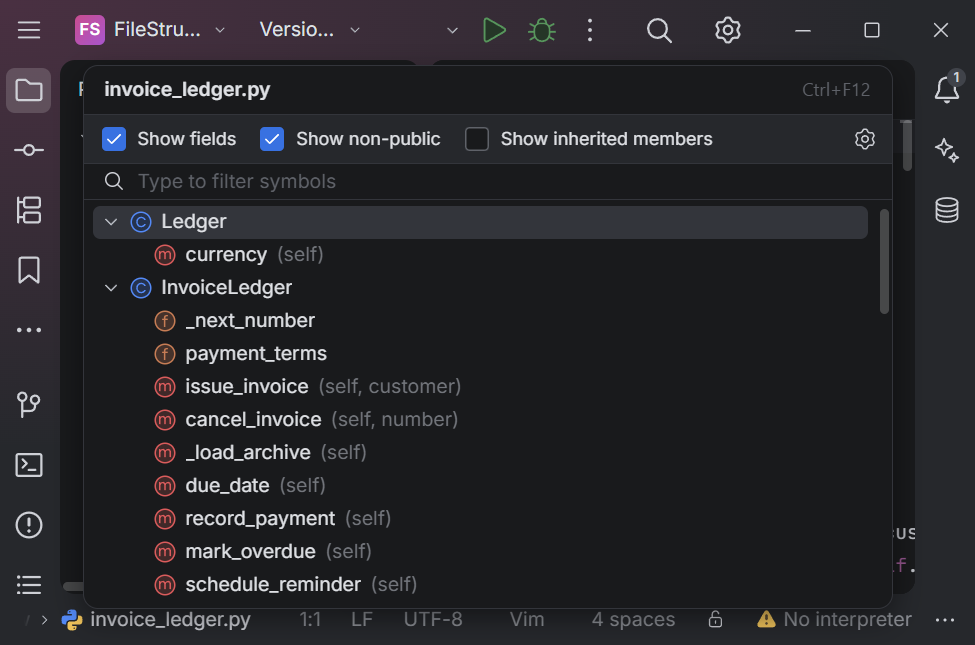 FS FileStru... Versio...
invoice_ledger.py Ctrl+F12
1
Show fields Show non-public Show inherited members
Type to filter symbols
C Ledger
m currency (self)
C InvoiceLedger
f _next_number
f payment_terms
m issue_invoice (self, customer)
m cancel_invoice (self, number)
m _load_archive (self)
m due_date (self)
m record_payment (self)
m mark_overdue (self)
m schedule_reminder (self)
invoice_ledger.py 1:1 LF UTF-8 Vim 4 spaces No interpreter